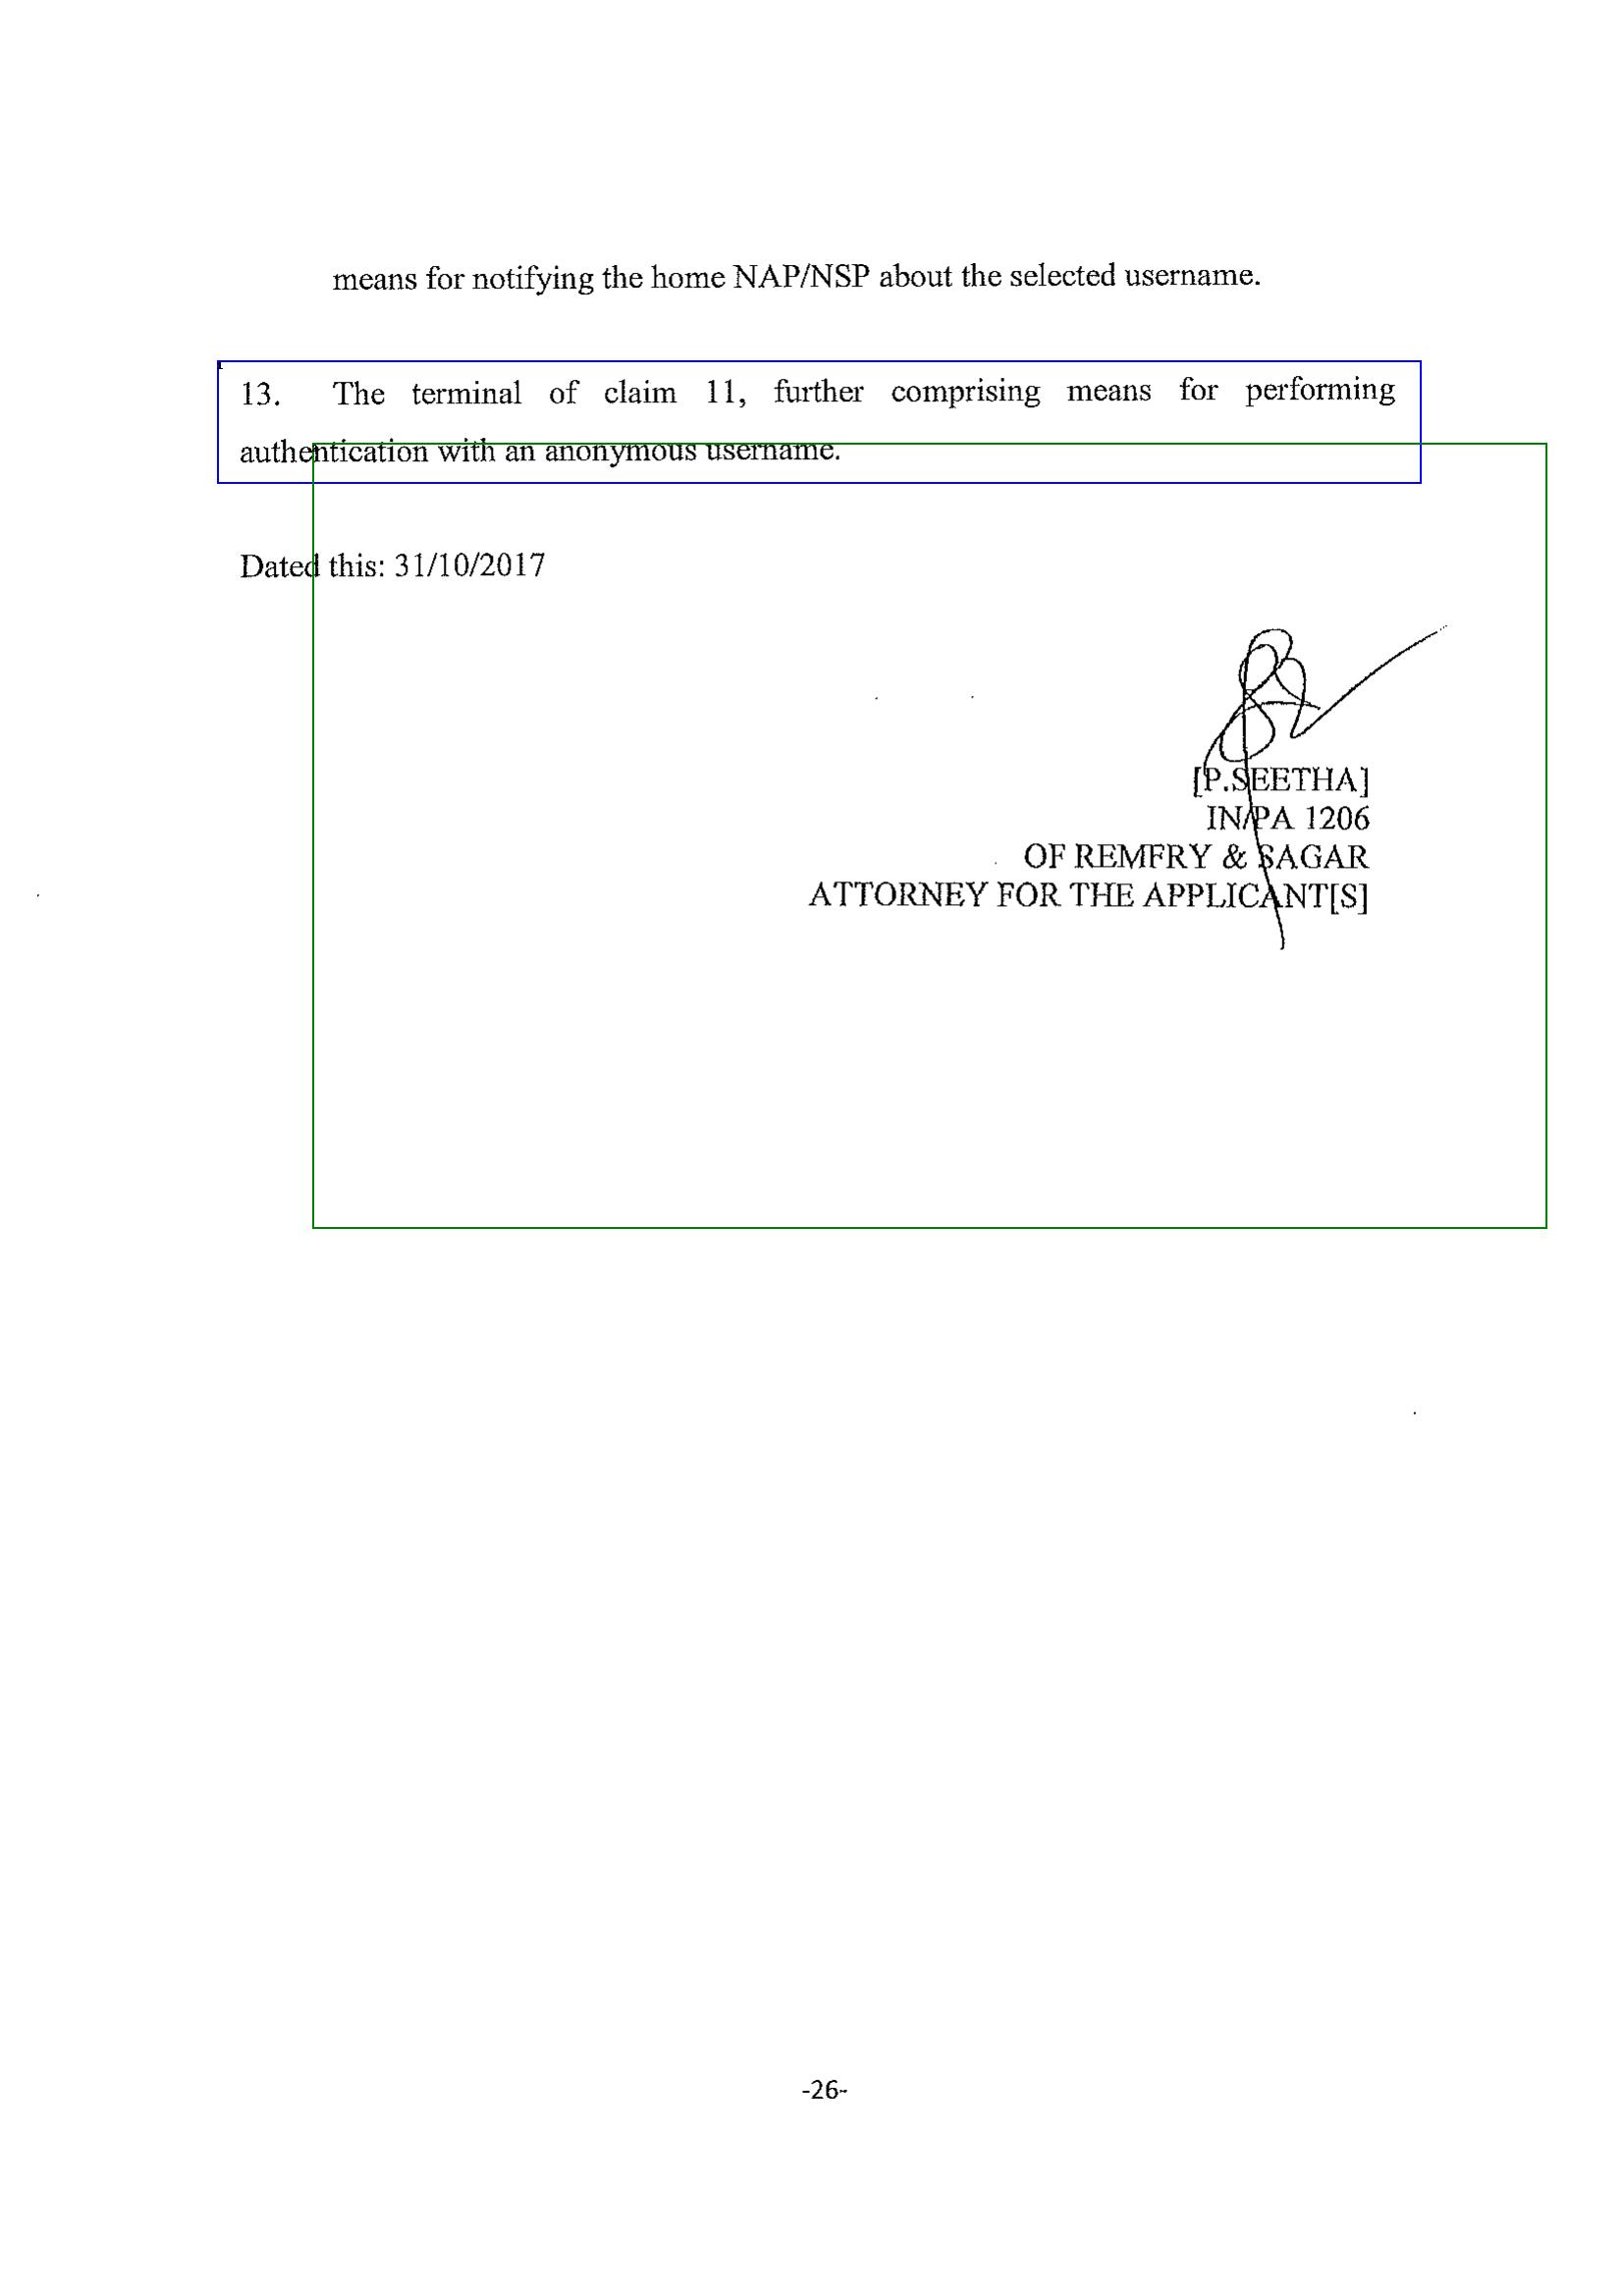 means for notifying the home NAP/NSP about the selected username.
13. The terminal of claim 11, further comprising means for performing
authentication with an anonymous username.
Dated this: 31/10/2017
[P.SEETHA]
IN/PA 1206
OF REMFRY & SAGAR
ATTORNEY FOR THE APPLICANT[S]
-26-